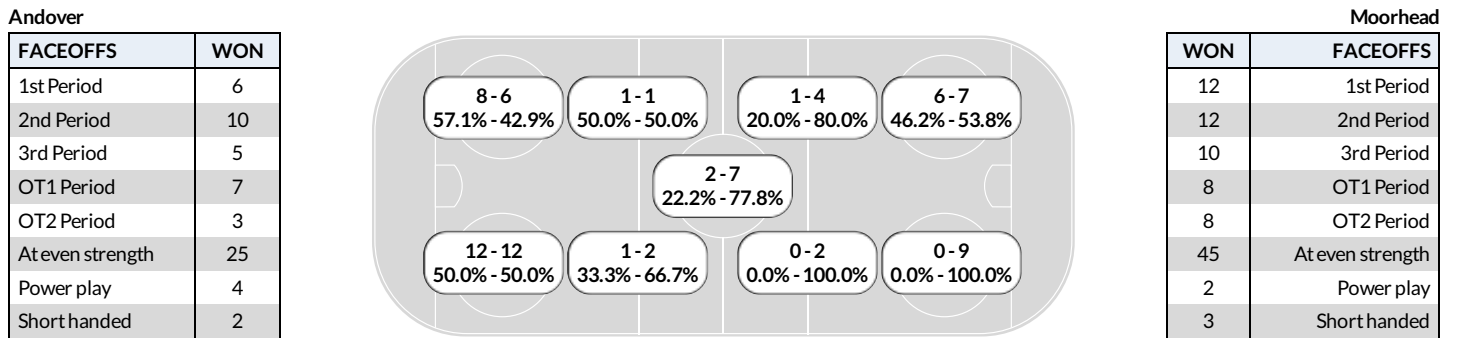 Andover
FACEOFFS WON
1st Period 6
2nd Period 10
3rd Period 5
OT1 Period 7
OT2 Period 3
At even strength 25
Power play 4
Short handed 2
8 - 6
57.1% - 42.9%
1 - 1
50.0% - 50.0%
1 - 4
20.0% - 80.0%
6 - 7
46.2% - 53.8%
2 - 7
22.2% - 77.8%
12 - 12
50.0% - 50.0%
1 - 2
33.3% - 66.7%
0 - 2
0.0% - 100.0%
0 - 9
0.0% - 100.0%
Moorhead
WON FACEOFFS
12 1st Period
12 2nd Period
10 3rd Period
8 OT1 Period
8 OT2 Period
45 At even strength
2 Power play
3 Short handed